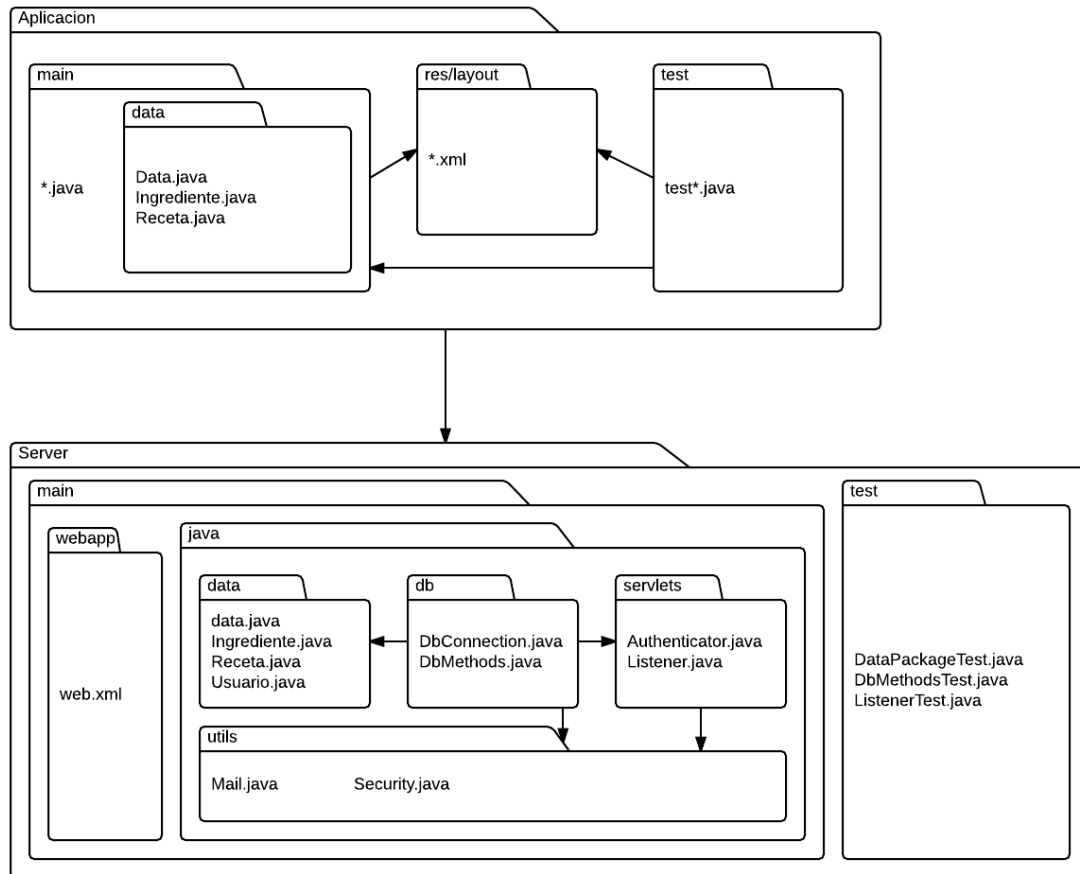 Aplicacion
main
data
*.java
Data.java
Ingrediente.java
Receta.java
res/layout
*.xml
test
test*.java
Server
main
webapp
web.xml
java
data
data.java
Ingrediente.java
Receta.java
Usuario.java
db
DbConnection.java
DbMethods.java
servlets
Authenticator.java
Listener.java
utils
Mail.java
Security.java
test
DataPackageTest.java
DbMethodsTest.java
ListenerTest.java